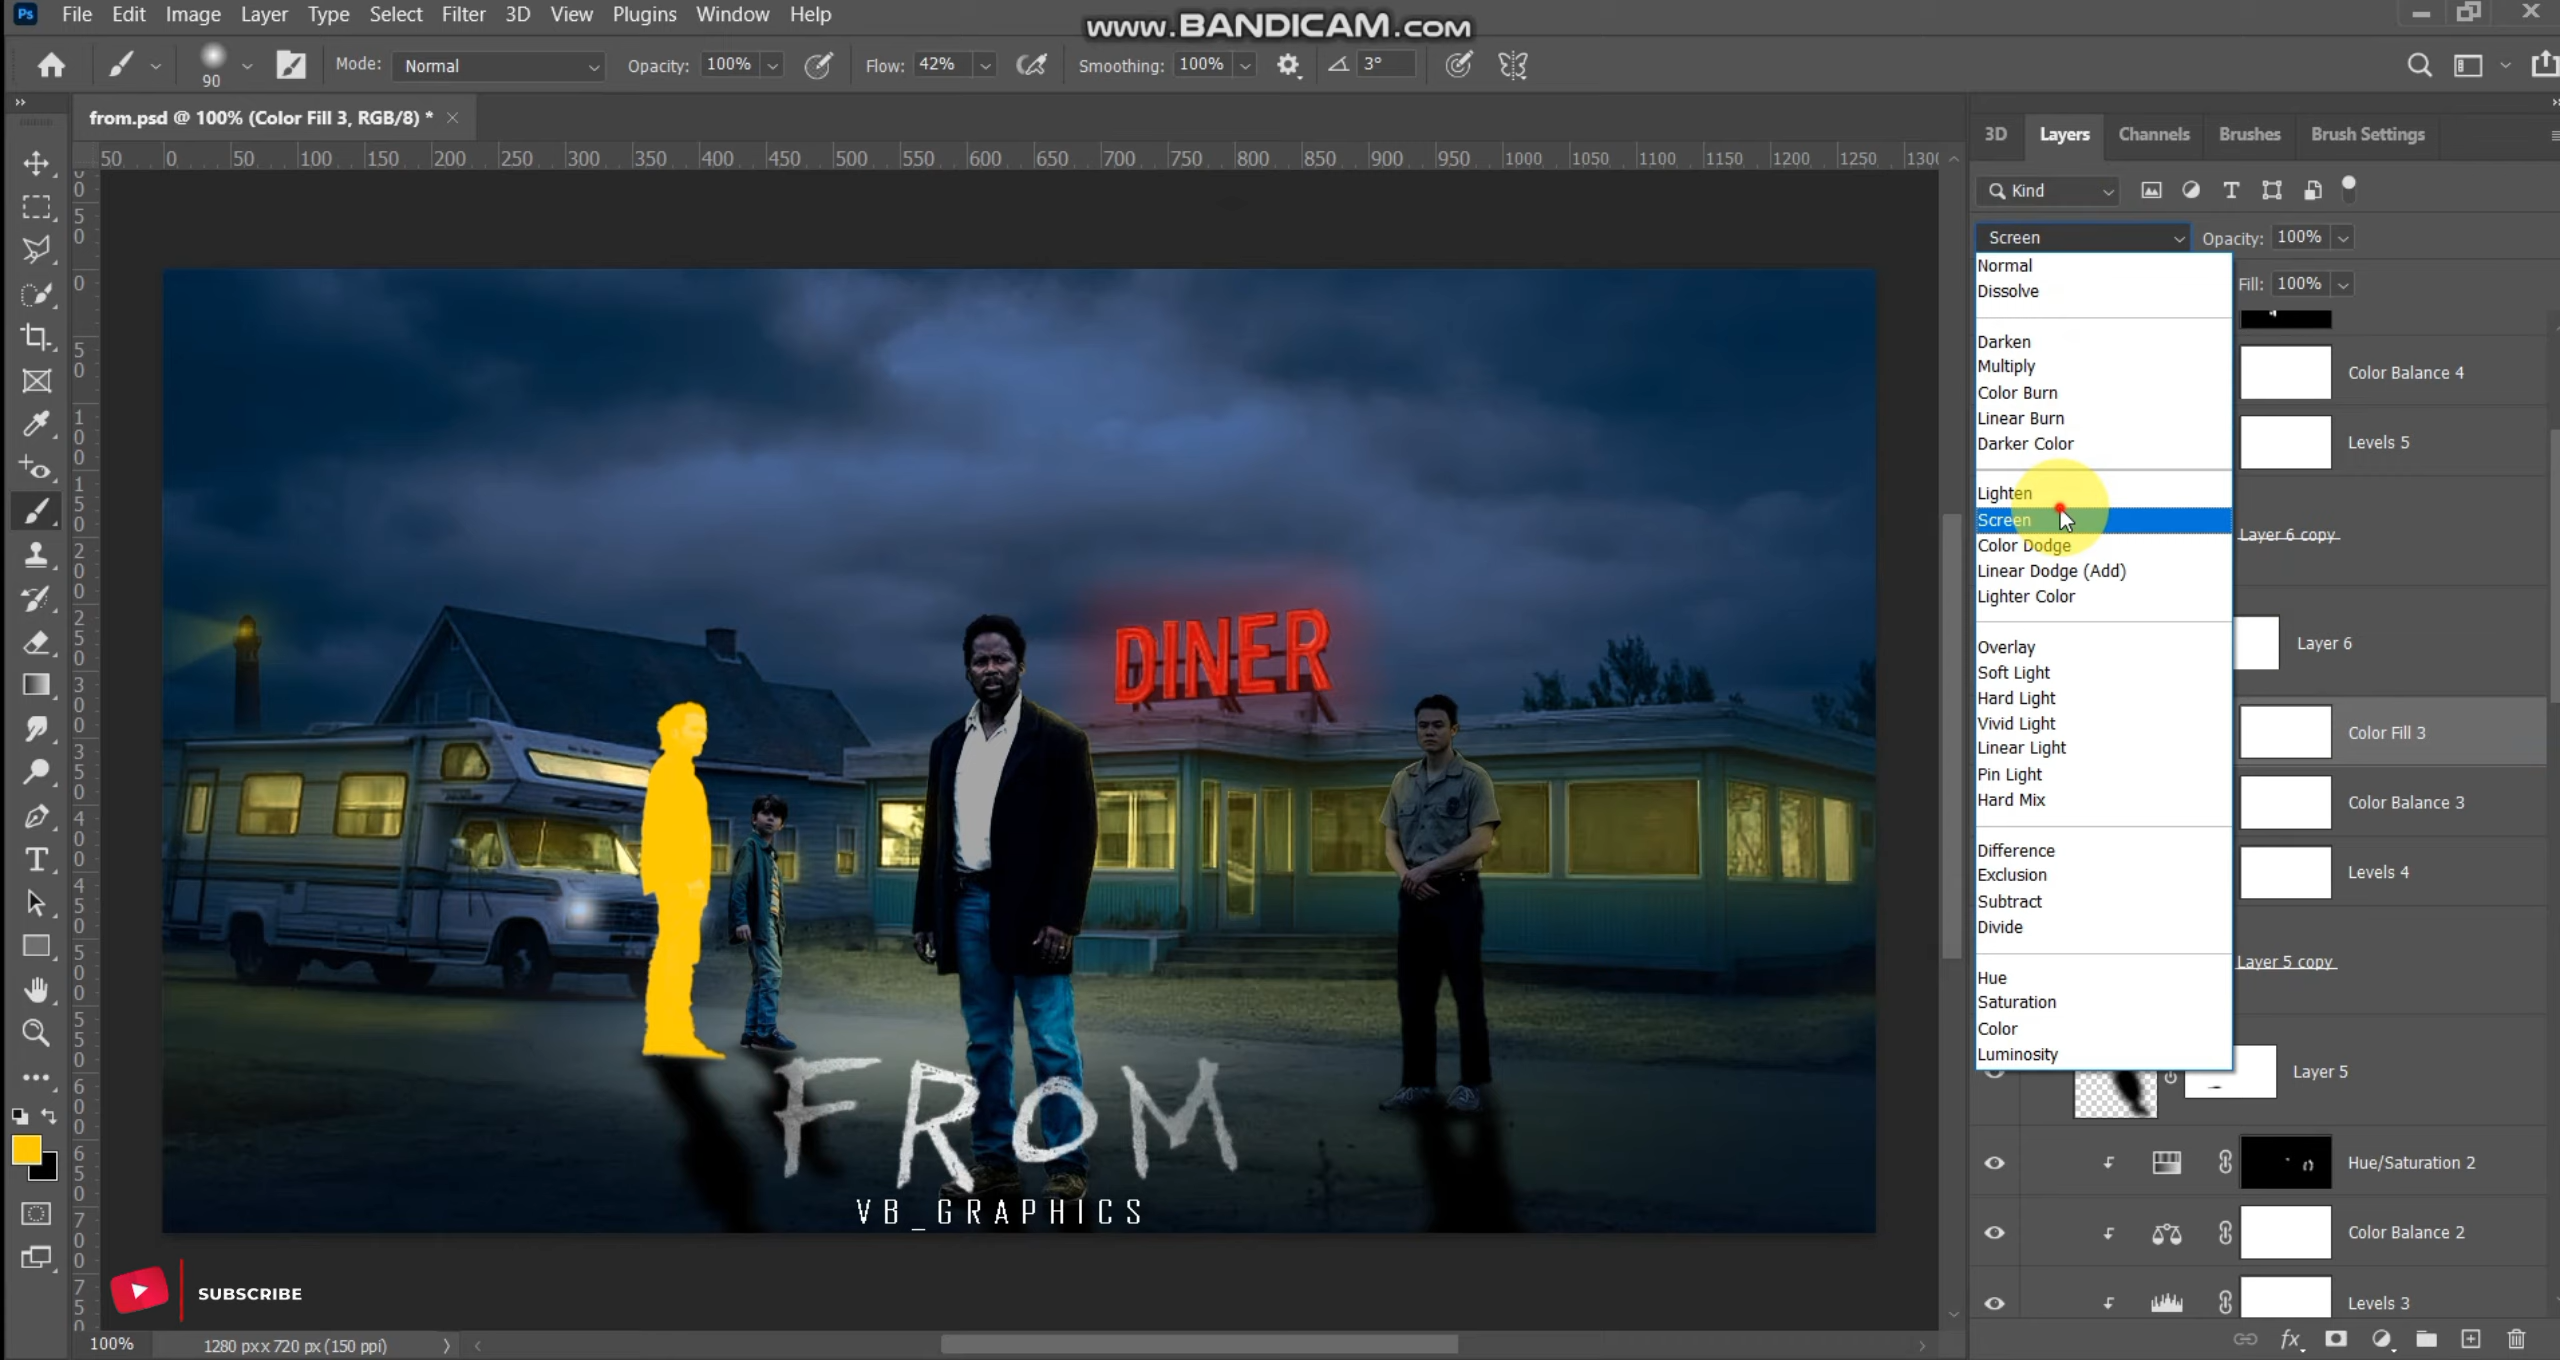 Ps File Edit Image Layer Type Select Filter 3D View Plugins Window Help
www.BANDICAM.com
90 Mode: Normal Opacity: 100% Flow: 42% Smoothing: 100% 3°
from.psd @ 100% (Color Fill 3, RGB/8) *
50 0 50 100 150 200 250 300 350 400 450 500 550 600 650 700 750 800 850 900 950 1000 1050 1100 1150 1200 1250 1300
3D Layers Channels Brushes Brush Settings
Kind
Screen Opacity: 100%
Fill: 100%
Normal
Dissolve
Darken
Multiply
Color Burn
Linear Burn
Darker Color
Lighten
Screen
Color Dodge
Linear Dodge (Add)
Lighter Color
Overlay
Soft Light
Hard Light
Vivid Light
Linear Light
Pin Light
Hard Mix
Difference
Exclusion
Subtract
Divide
Hue
Saturation
Color
Luminosity
Color Balance 4
Levels 5
Layer 6 copy
Layer 6
Color Fill 3
Color Balance 3
Levels 4
Layer 5 copy
Layer 5
Hue/Saturation 2
Color Balance 2
Levels 3
fx
DINER
FROM
VB_GRAPHICS
SUBSCRIBE
100% 1280 px x 720 px (150 ppi)